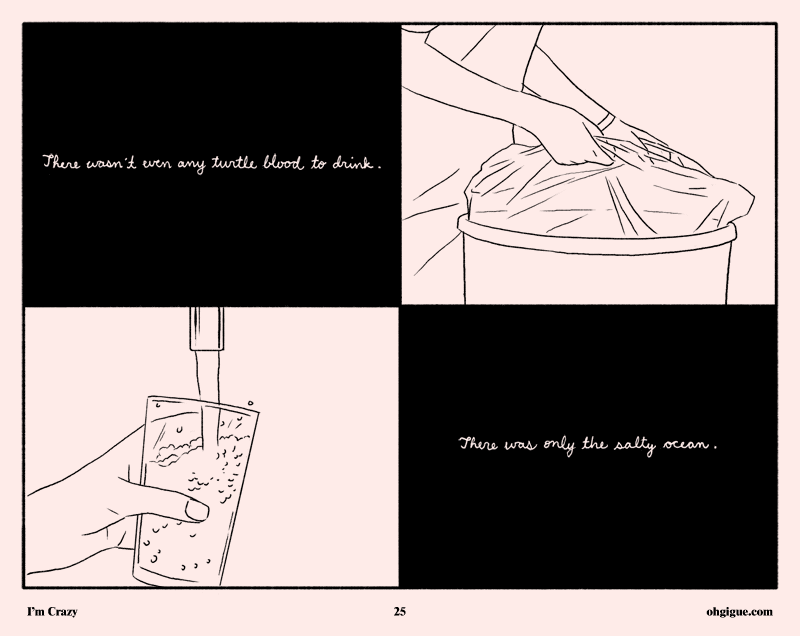 There wasn't even any turtle blood to drink.
There was only the salty ocean.
I'm Crazy
25
ohgigue.com